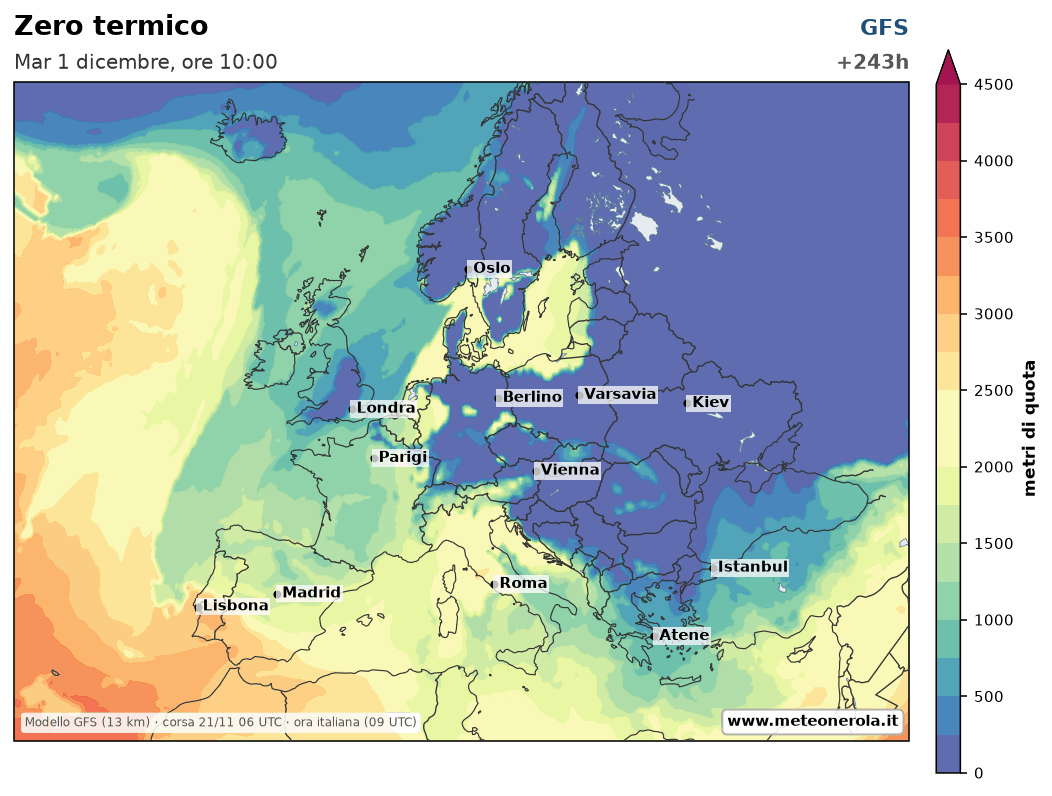 Zero termico
GFS
Mar 1 dicembre, ore 10:00
+243h
4500
4000
3500
3000
2500
2000
1500
1000
500
0
metri di quota
Oslo
Berlino
Varsavia
Kiev
Londra
Parigi
Vienna
Istanbul
Roma
Madrid
Lisbona
Atene
Modello GFS (13 km) · corsa 21/11 06 UTC · ora italiana (09 UTC)
www.meteonerola.it